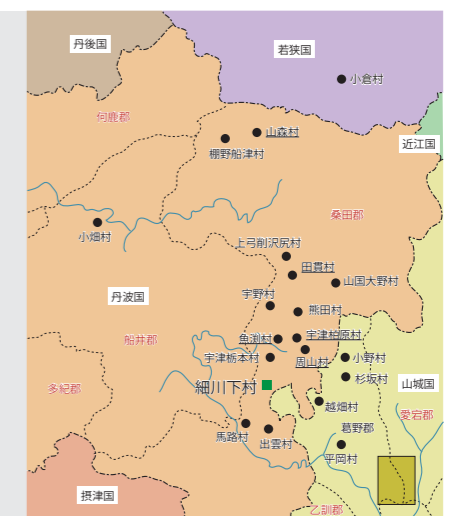 丹後国
若狭国
小倉村
何鹿郡
山森村
棚野船津村
近江国
桑田郡
小畑村
上弓削沢尻村
田貫村
山国大野村
丹波国
宇野村
熊田村
船井郡
魚渕村
宇津柏原村
宇津栃本村
周山村
小野村
多紀郡
細川下村
杉坂村
山城国
越畑村
愛宕郡
馬路村
出雲村
葛野郡
平岡村
摂津国
乙訓郡